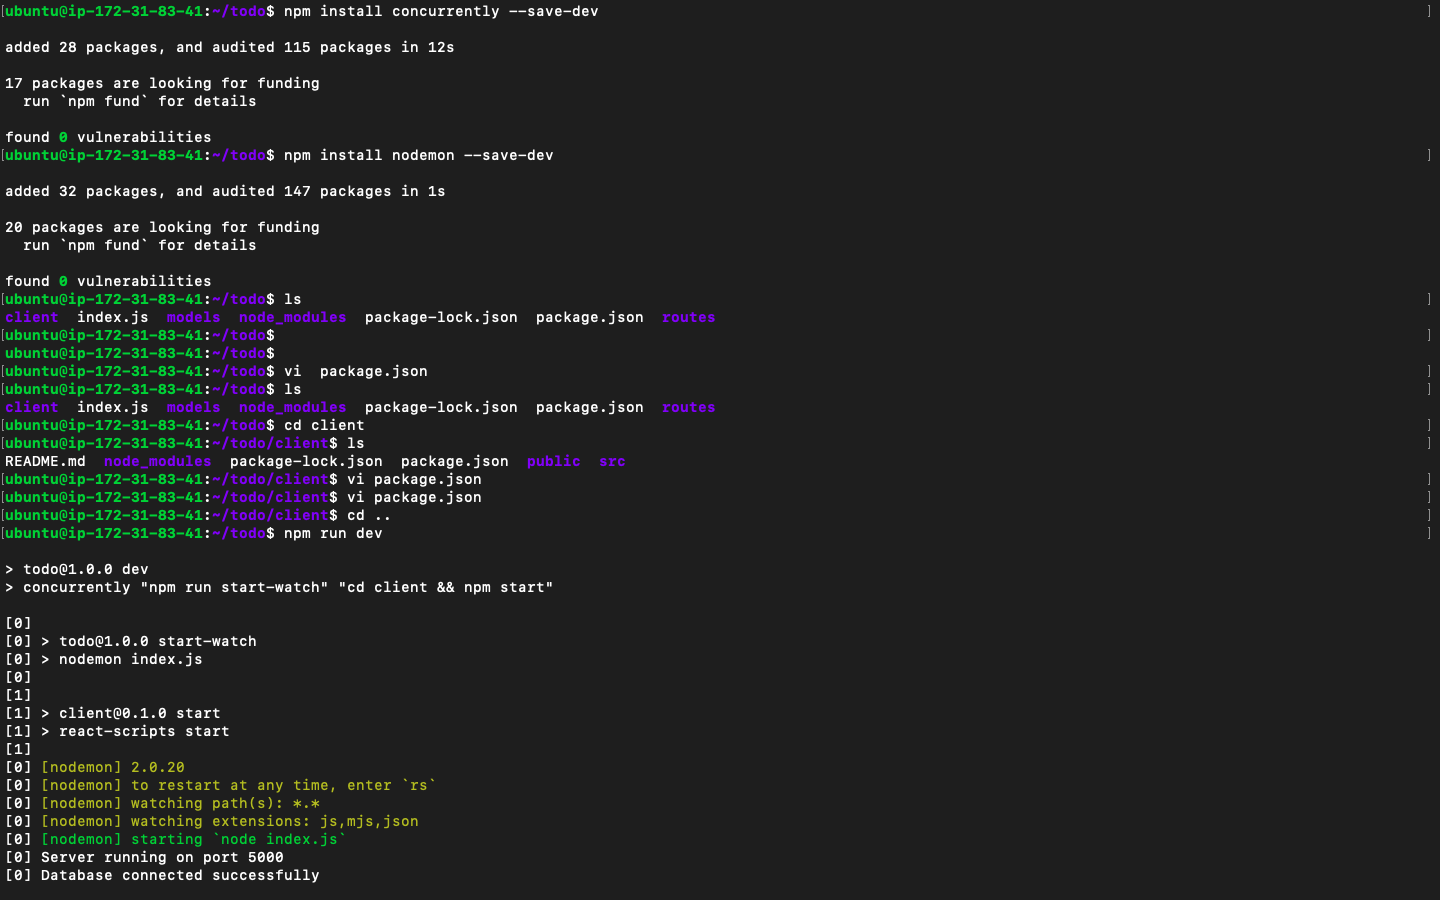 [ubuntu@ip-172-31-83-41:~/todo$ npm install concurrently --save-dev ]
added 28 packages, and audited 115 packages in 12s
17 packages are looking for funding
  run `npm fund` for details
found 0 vulnerabilities
[ubuntu@ip-172-31-83-41:~/todo$ npm install nodemon --save-dev ]
added 32 packages, and audited 147 packages in 1s
20 packages are looking for funding
  run `npm fund` for details
found 0 vulnerabilities
[ubuntu@ip-172-31-83-41:~/todo$ ls ]
client  index.js  models  node_modules  package-lock.json  package.json  routes
[ubuntu@ip-172-31-83-41:~/todo$ ]
ubuntu@ip-172-31-83-41:~/todo$
[ubuntu@ip-172-31-83-41:~/todo$ vi  package.json ]
[ubuntu@ip-172-31-83-41:~/todo$ ls ]
client  index.js  models  node_modules  package-lock.json  package.json  routes
[ubuntu@ip-172-31-83-41:~/todo$ cd client ]
[ubuntu@ip-172-31-83-41:~/todo/client$ ls ]
README.md  node_modules  package-lock.json  package.json  public  src
[ubuntu@ip-172-31-83-41:~/todo/client$ vi package.json ]
[ubuntu@ip-172-31-83-41:~/todo/client$ vi package.json ]
[ubuntu@ip-172-31-83-41:~/todo/client$ cd .. ]
[ubuntu@ip-172-31-83-41:~/todo$ npm run dev ]
> todo@1.0.0 dev
> concurrently "npm run start-watch" "cd client && npm start"
[0]
[0] > todo@1.0.0 start-watch
[0] > nodemon index.js
[0]
[1]
[1] > client@0.1.0 start
[1] > react-scripts start
[1]
[0] [nodemon] 2.0.20
[0] [nodemon] to restart at any time, enter `rs`
[0] [nodemon] watching path(s): *.*
[0] [nodemon] watching extensions: js,mjs,json
[0] [nodemon] starting `node index.js`
[0] Server running on port 5000
[0] Database connected successfully